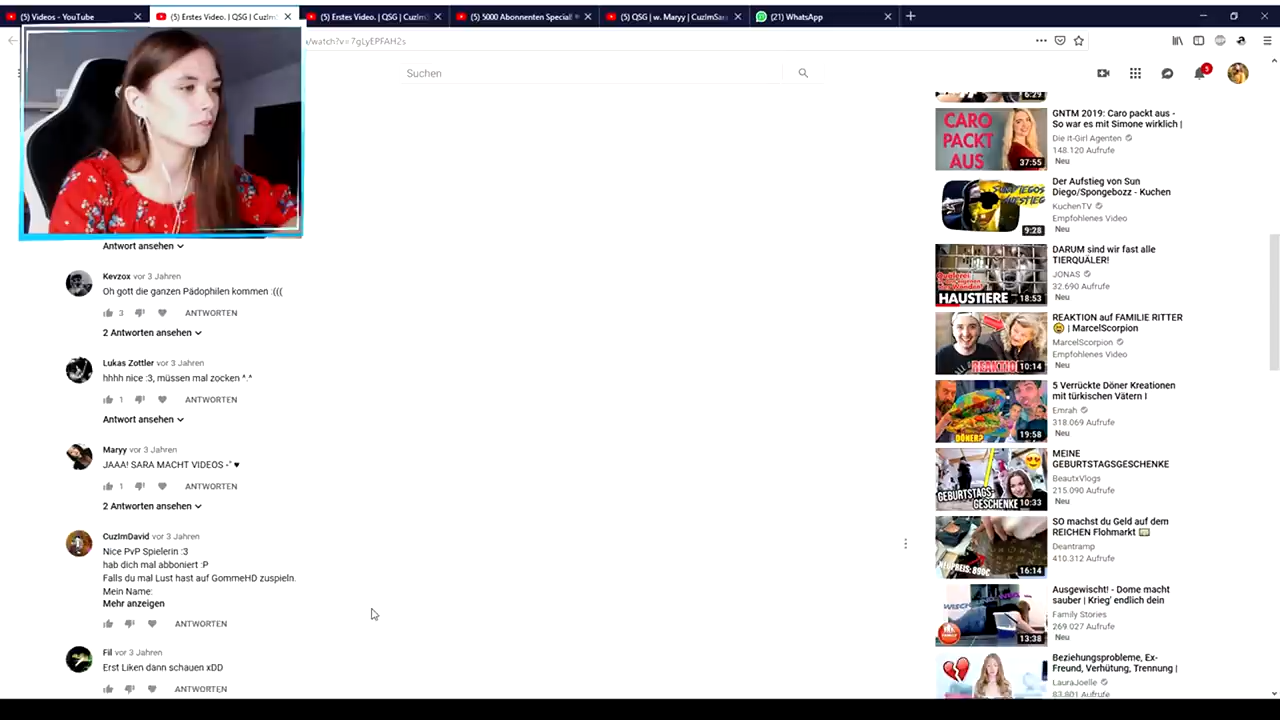 (5) Videos - YouTube
(5) Erstes Video. | QSG | CuzIm
(5) Erstes Video. | QSG | CuzIm
(5) 5000 Abonnenten Special!
(5) QSG | w. Maryy | CuzImSar
(21) WhatsApp
/watch?v=7gLyEPFAH2s
Suchen
5
Antwort ansehen
Kevzox vor 3 Jahren
Oh gott die ganzen Pädophilen kommen :(((
3
ANTWORTEN
2 Antworten ansehen
Lukas Zottler vor 3 Jahren
hhhh nice :3, müssen mal zocken ^.^
1
ANTWORTEN
Antwort ansehen
Maryy vor 3 Jahren
JAAA! SARA MACHT VIDEOS -" ♥
1
ANTWORTEN
2 Antworten ansehen
CuzImDavid vor 3 Jahren
Nice PvP Spielerin :3
hab dich mal abboniert :P
Falls du mal Lust hast auf GommeHD zuspieln.
Mein Name:
Mehr anzeigen
ANTWORTEN
Fil vor 3 Jahren
Erst Liken dann schauen xDD
ANTWORTEN
6:29
CARO
PACKT
AUS
37:55
GNTM 2019: Caro packt aus -
So war es mit Simone wirklich |
Die It-Girl Agenten
148.120 Aufrufe
Neu
9:28
Der Aufstieg von Sun
Diego/Spongebozz - Kuchen
KuchenTV
Empfohlenes Video
Neu
HAUSTIERE
18:53
DARUM sind wir fast alle
TIERQUÄLER!
JONAS
32.690 Aufrufe
Neu
REAKTION
10:14
REAKTION auf FAMILIE RITTER
😄 | MarcelScorpion
MarcelScorpion
Empfohlenes Video
Neu
DÖNER?
19:58
5 Verrückte Döner Kreationen
mit türkischen Vätern I
Emrah
318.069 Aufrufe
Neu
GEBURTSTAGS-
GESCHENKE
10:33
MEINE
GEBURTSTAGSGESCHENKE
BeautxVlogs
215.090 Aufrufe
Neu
16:14
SO machst du Geld auf dem
REICHEN Flohmarkt
Deantramp
410.312 Aufrufe
13:38
Ausgewischt! - Dome macht
sauber | Krieg' endlich dein
Family Stories
269.027 Aufrufe
Neu
Beziehungsprobleme, Ex-
Freund, Verhütung, Trennung |
LauraJoelle
83.801 Aufrufe